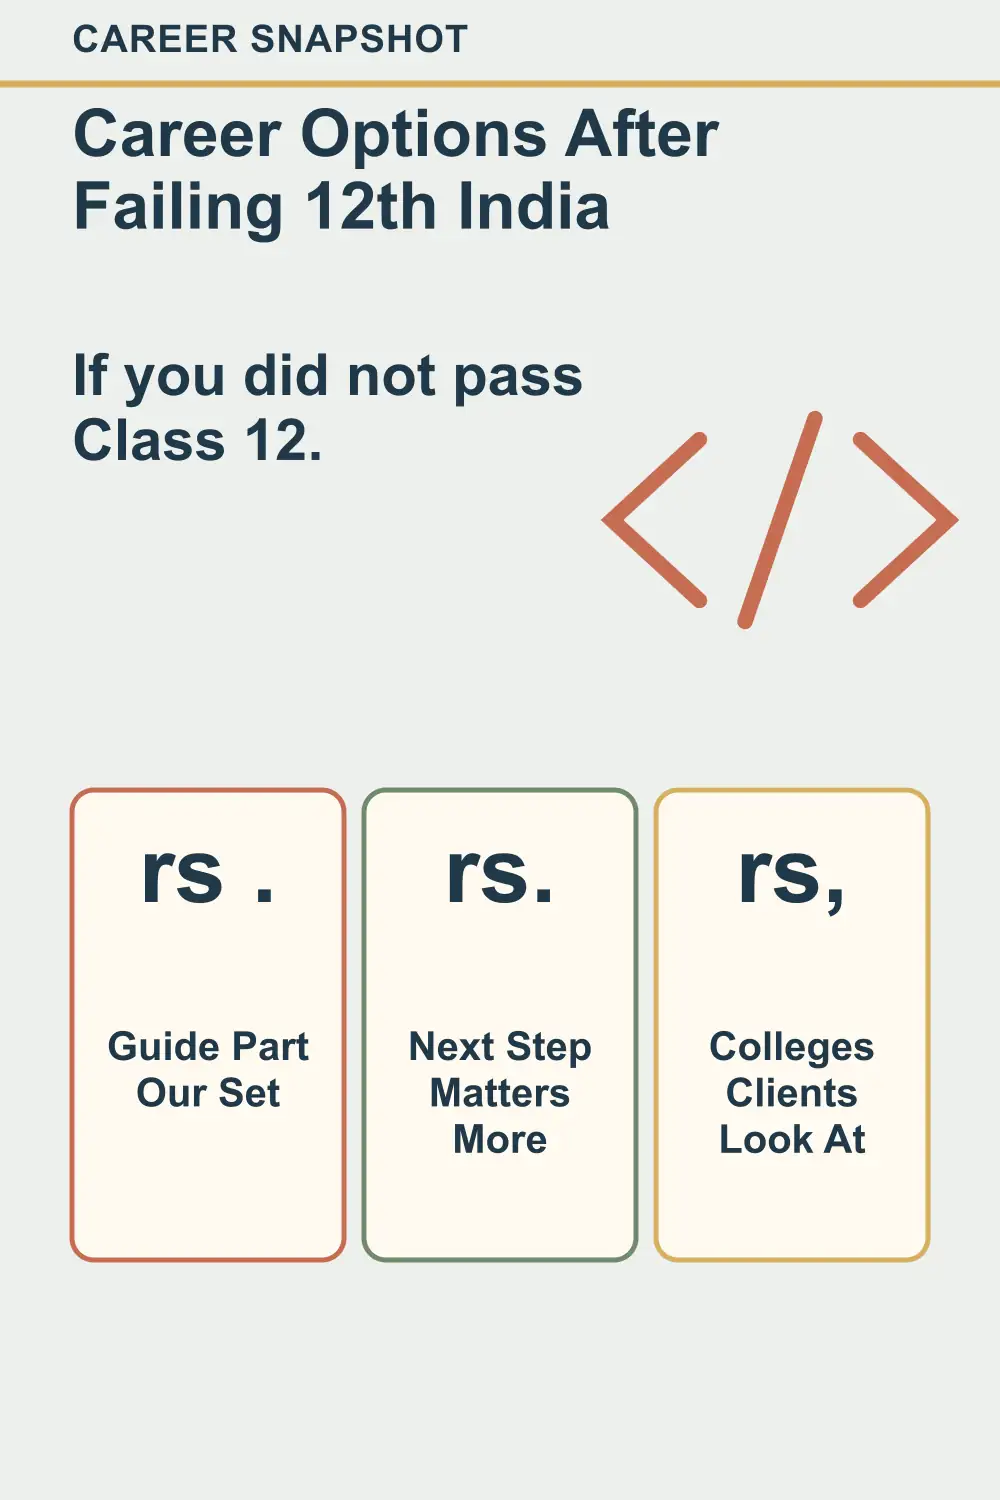 CAREER SNAPSHOT
Career Options After
Failing 12th India
If you did not pass
Class 12.
</>
rs .
Guide Part
Our Set
rs.
Next Step
Matters
More
rs,
Colleges
Clients
Look At